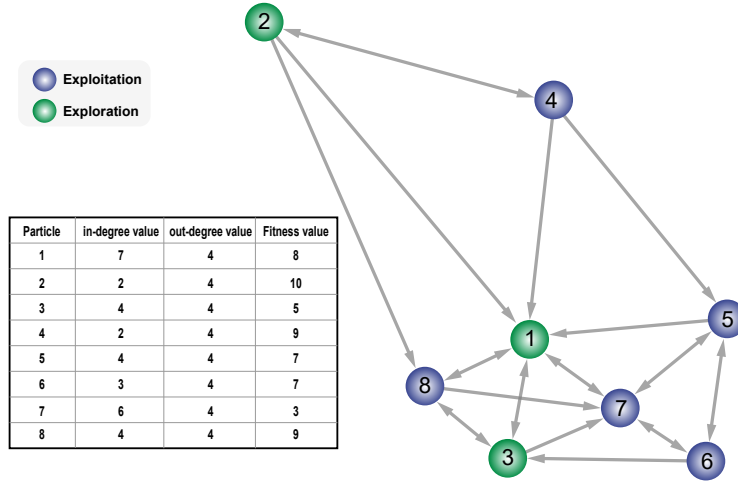 2
Exploitation
Exploration
4
Particle in-degree value out-degree value Fitness value
1 7 4 8
2 2 4 10
3 4 4 5
4 2 4 9
5 4 4 7
6 3 4 7
7 6 4 3
8 4 4 9
5
1
8
7
3
6